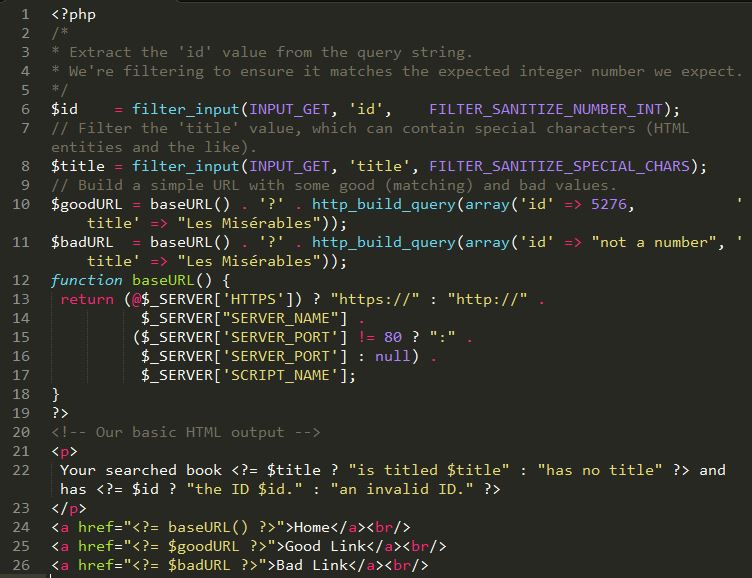 1 <?php
2 /*
3 * Extract the 'id' value from the query string.
4 * We're filtering to ensure it matches the expected integer number we expect.
5 */
6 $id    = filter_input(INPUT_GET, 'id',    FILTER_SANITIZE_NUMBER_INT);
7 // Filter the 'title' value, which can contain special characters (HTML
entities and the like).
8 $title = filter_input(INPUT_GET, 'title', FILTER_SANITIZE_SPECIAL_CHARS);
9 // Build a simple URL with some good (matching) and bad values.
10 $goodURL = baseURL() . '?' . http_build_query(array('id' => 5276,           '
title' => "Les Misérables"));
11 $badURL  = baseURL() . '?' . http_build_query(array('id' => "not a number", '
title' => "Les Misérables"));
12 function baseURL() {
13  return (@$_SERVER['HTTPS']) ? "https://" : "http://" .
14          $_SERVER["SERVER_NAME"] .
15         ($_SERVER['SERVER_PORT'] != 80 ? ":" .
16          $_SERVER['SERVER_PORT'] : null) .
17          $_SERVER['SCRIPT_NAME'];
18 }
19 ?>
20 <!-- Our basic HTML output -->
21 <p>
22  Your searched book <?= $title ? "is titled $title" : "has no title" ?> and
has <?= $id ? "the ID $id." : "an invalid ID." ?>
23 </p>
24 <a href="<?= baseURL() ?>">Home</a><br/>
25 <a href="<?= $goodURL ?>">Good Link</a><br/>
26 <a href="<?= $badURL ?>">Bad Link</a><br/>